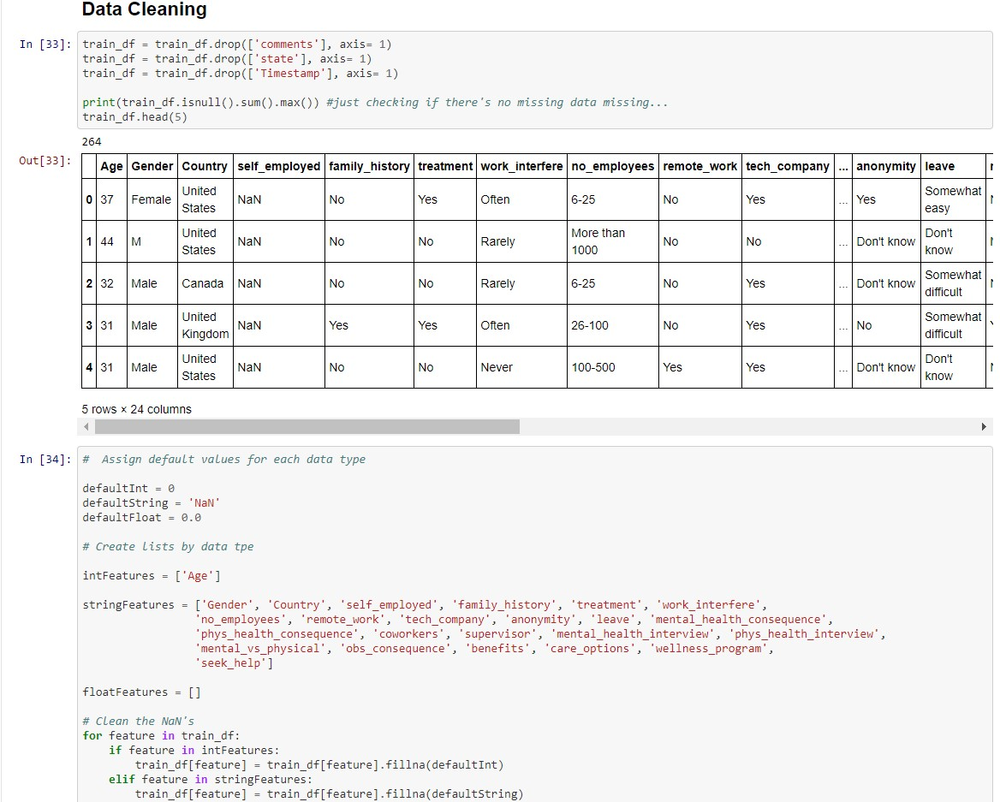 Data Cleaning
In [33]:
train_df = train_df.drop(['comments'], axis= 1)
train_df = train_df.drop(['state'], axis= 1)
train_df = train_df.drop(['Timestamp'], axis= 1)
print(train_df.isnull().sum().max()) #just checking if there's no missing data missing...
train_df.head(5)
264
Out[33]:
Age Gender Country self_employed family_history treatment work_interfere no_employees remote_work tech_company ... anonymity leave
0 37 Female United States NaN No Yes Often 6-25 No Yes ... Yes Somewhat easy
1 44 M United States NaN No No Rarely More than 1000 No No ... Don't know Don't know
2 32 Male Canada NaN No No Rarely 6-25 No Yes ... Don't know Somewhat difficult
3 31 Male United Kingdom NaN Yes Yes Often 26-100 No Yes ... No Somewhat difficult
4 31 Male United States NaN No No Never 100-500 Yes Yes ... Don't know Don't know
5 rows × 24 columns
In [34]:
#  Assign default values for each data type
defaultInt = 0
defaultString = 'NaN'
defaultFloat = 0.0
# Create lists by data tpe
intFeatures = ['Age']
stringFeatures = ['Gender', 'Country', 'self_employed', 'family_history', 'treatment', 'work_interfere',
'no_employees', 'remote_work', 'tech_company', 'anonymity', 'leave', 'mental_health_consequence',
'phys_health_consequence', 'coworkers', 'supervisor', 'mental_health_interview', 'phys_health_interview',
'mental_vs_physical', 'obs_consequence', 'benefits', 'care_options', 'wellness_program',
'seek_help']
floatFeatures = []
# Clean the NaN's
for feature in train_df:
if feature in intFeatures:
train_df[feature] = train_df[feature].fillna(defaultInt)
elif feature in stringFeatures:
train_df[feature] = train_df[feature].fillna(defaultString)